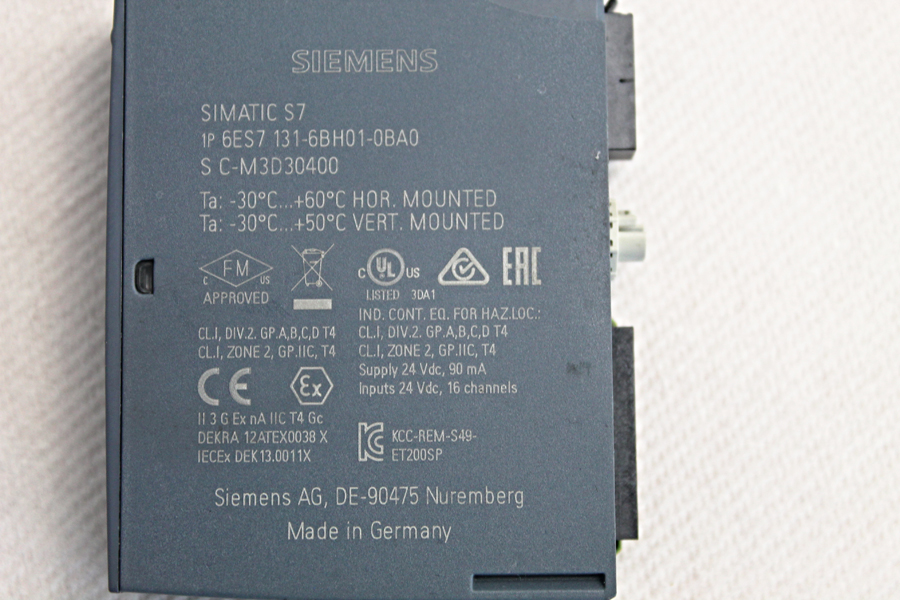 SIEMENS
SIMATIC S7
1P 6ES7 131-6BH01-0BA0
S C-M3D30400
Ta: -30°C...+60°C HOR. MOUNTED
Ta: -30°C...+50°C VERT. MOUNTED
c FM US
APPROVED
c UL US
LISTED 3DA1
EAC
IND. CONT. EQ. FOR HAZ.LOC.:
CL.I, DIV.2. GP.A,B,C,D T4
CL.I, ZONE 2, GP.IIC, T4
CL.I, DIV.2. GP.A,B,C,D T4
CL.I, ZONE 2, GP.IIC, T4
Supply 24 Vdc, 90 mA
Inputs 24 Vdc, 16 channels
CE
Ex
II 3 G Ex nA IIC T4 Gc
DEKRA 12ATEX0038 X
IECEx DEK13.0011X
KCC-REM-S49-
ET200SP
Siemens AG, DE-90475 Nuremberg
Made in Germany